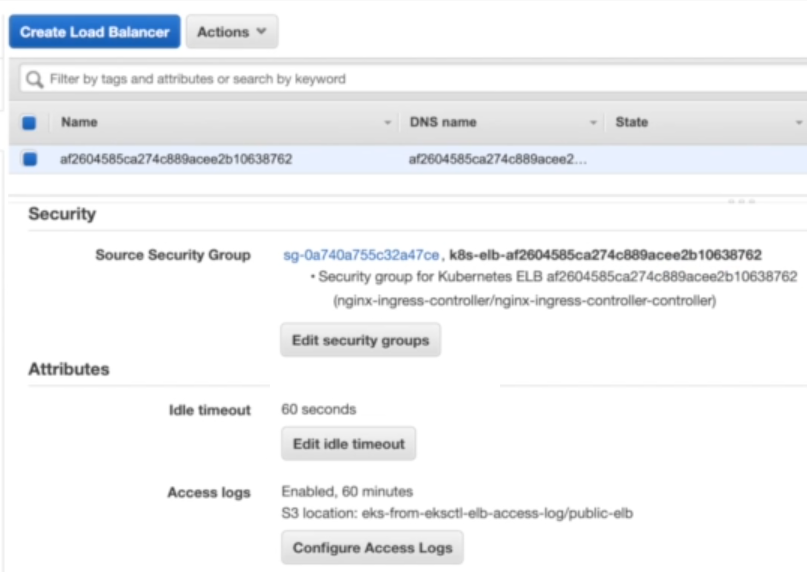 Create Load Balancer Actions
Filter by tags and attributes or search by keyword
Name DNS name State
af2604585ca274c889acee2b10638762 af2604585ca274c889acee2...
Security
Source Security Group sg-0a740a755c32a47ce, k8s-elb-af2604585ca274c889acee2b10638762
• Security group for Kubernetes ELB af2604585ca274c889acee2b10638762
(nginx-ingress-controller/nginx-ingress-controller-controller)
Edit security groups
Attributes
Idle timeout 60 seconds
Edit idle timeout
Access logs Enabled, 60 minutes
S3 location: eks-from-eksctl-elb-access-log/public-elb
Configure Access Logs